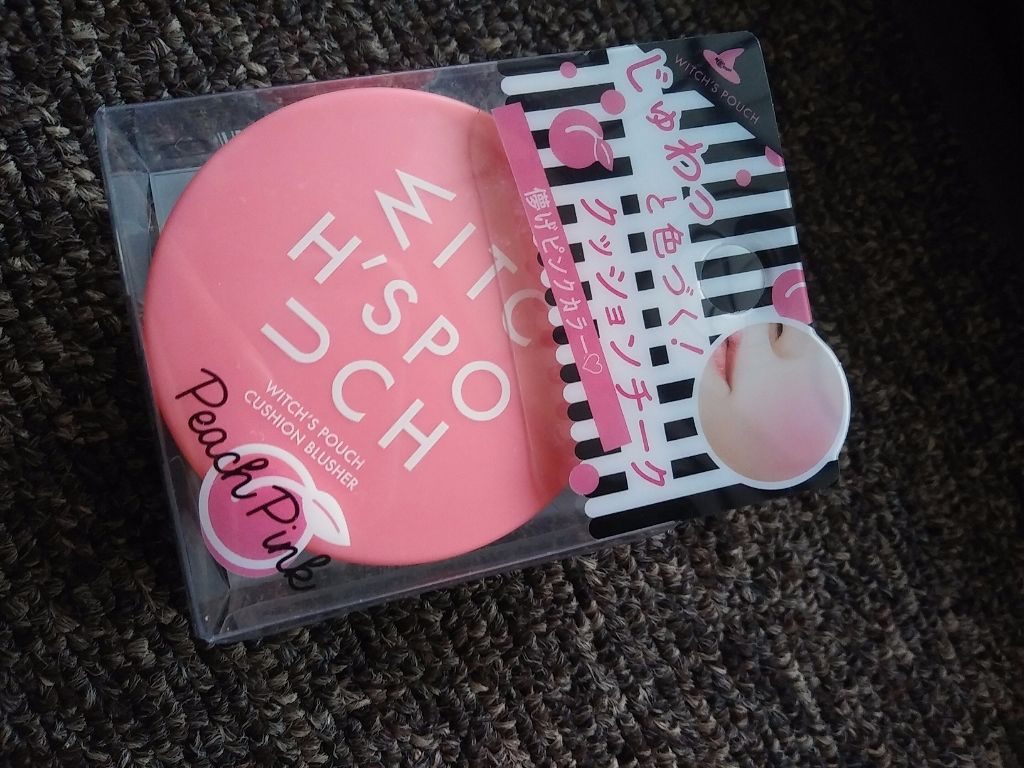 WITCH'S POUCH
じゅわっ
と色づく!
クッションチーク
儚げピンクカラー♡
WITC
H'SPO
UCH
WITCH'S POUCH
CUSHION BLUSHER
Peach Pink